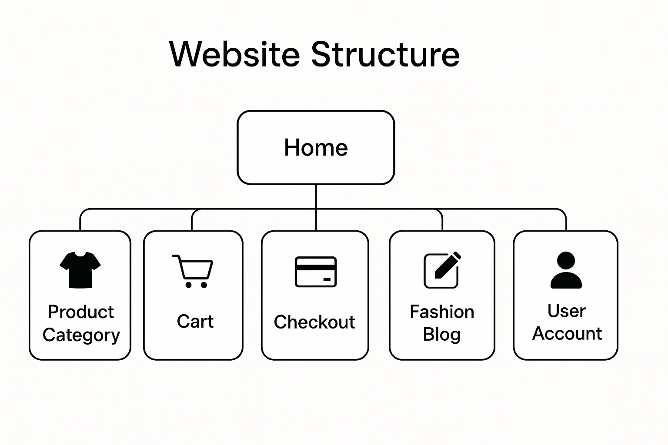 Website Structure
Home
Product
Category
Cart
Checkout
Fashion
Blog
User
Account